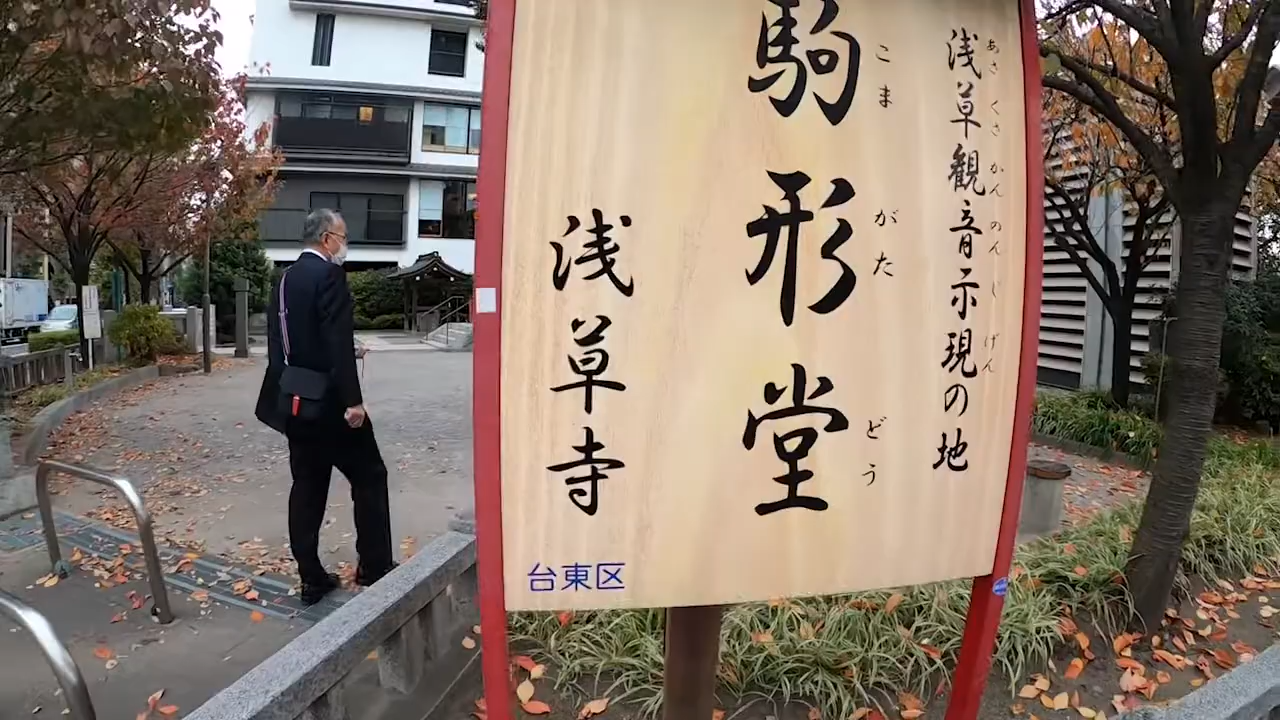 浅草観音示現の地
あさくさかんのんじげん
駒形堂
こまがたどう
浅草寺
台東区